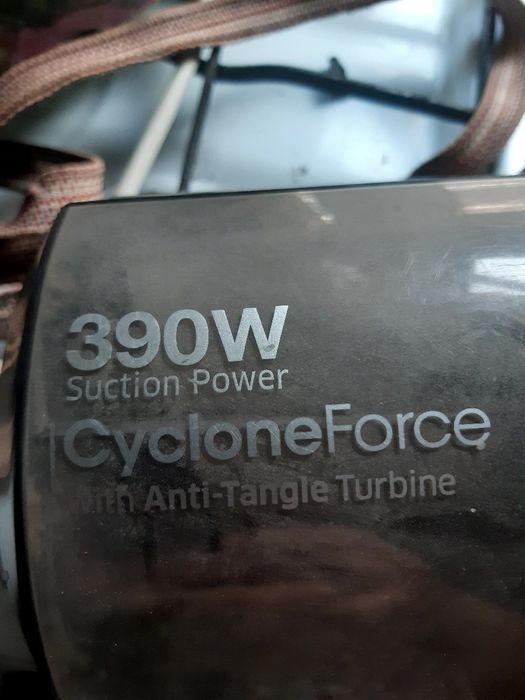 390W
Suction Power
CycloneForce
With Anti-Tangle Turbine